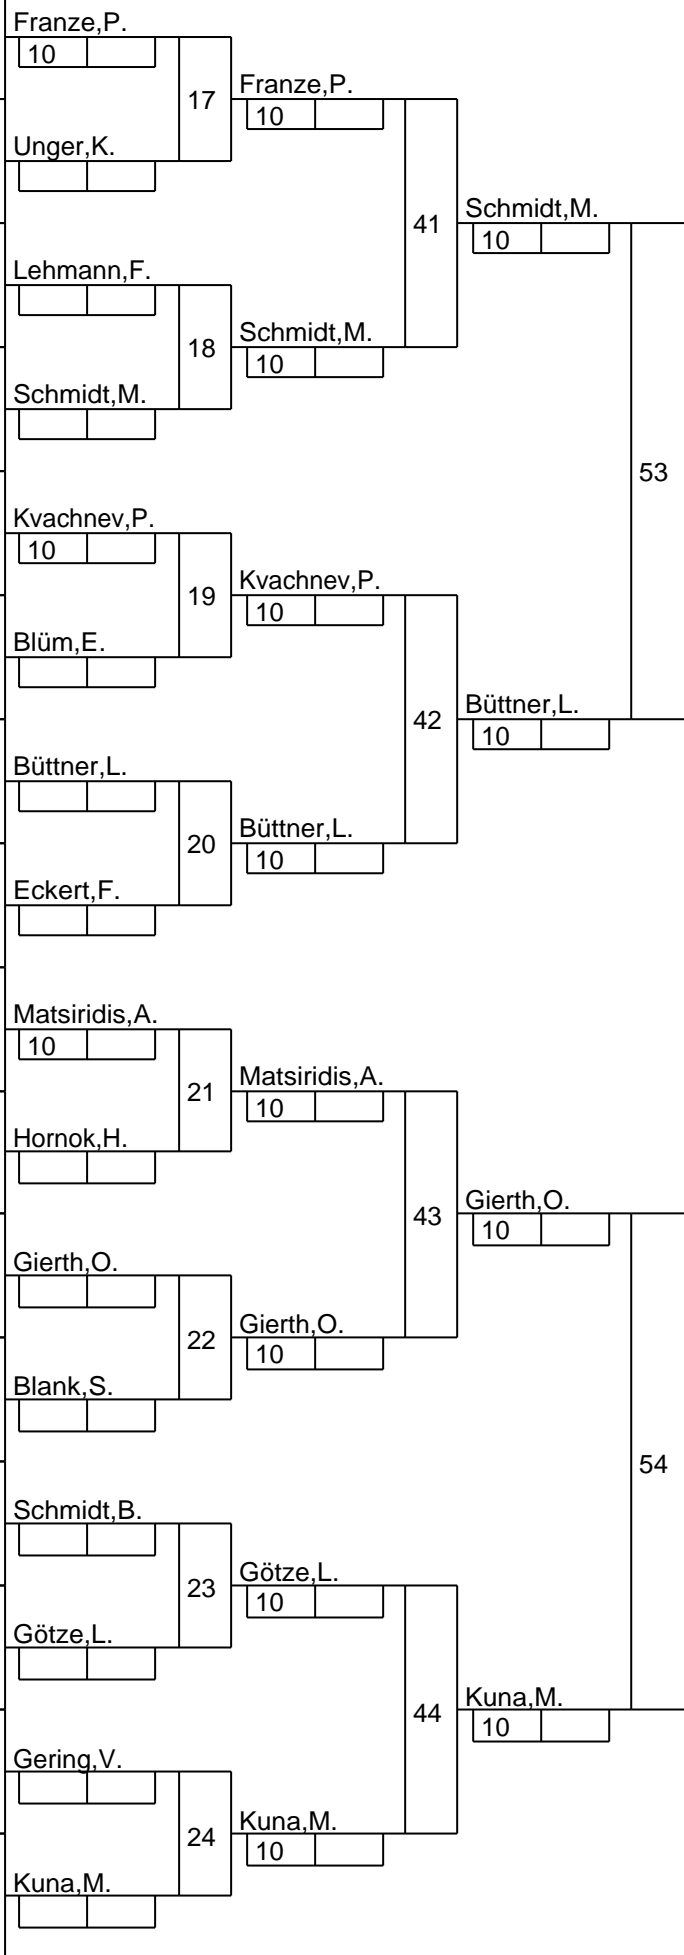 Franze,P.
10
17
Franze,P.
10
Unger,K.
41
Schmidt,M.
10
Lehmann,F.
18
Schmidt,M.
10
Schmidt,M.
53
Kvachnev,P.
10
19
Kvachnev,P.
10
Blüm,E.
42
Büttner,L.
10
Büttner,L.
20
Büttner,L.
10
Eckert,F.
Matsiridis,A.
10
21
Matsiridis,A.
10
Hornok,H.
43
Gierth,O.
10
Gierth,O.
22
Gierth,O.
10
Blank,S.
54
Schmidt,B.
23
Götze,L.
10
Götze,L.
44
Kuna,M.
10
Gering,V.
24
Kuna,M.
10
Kuna,M.